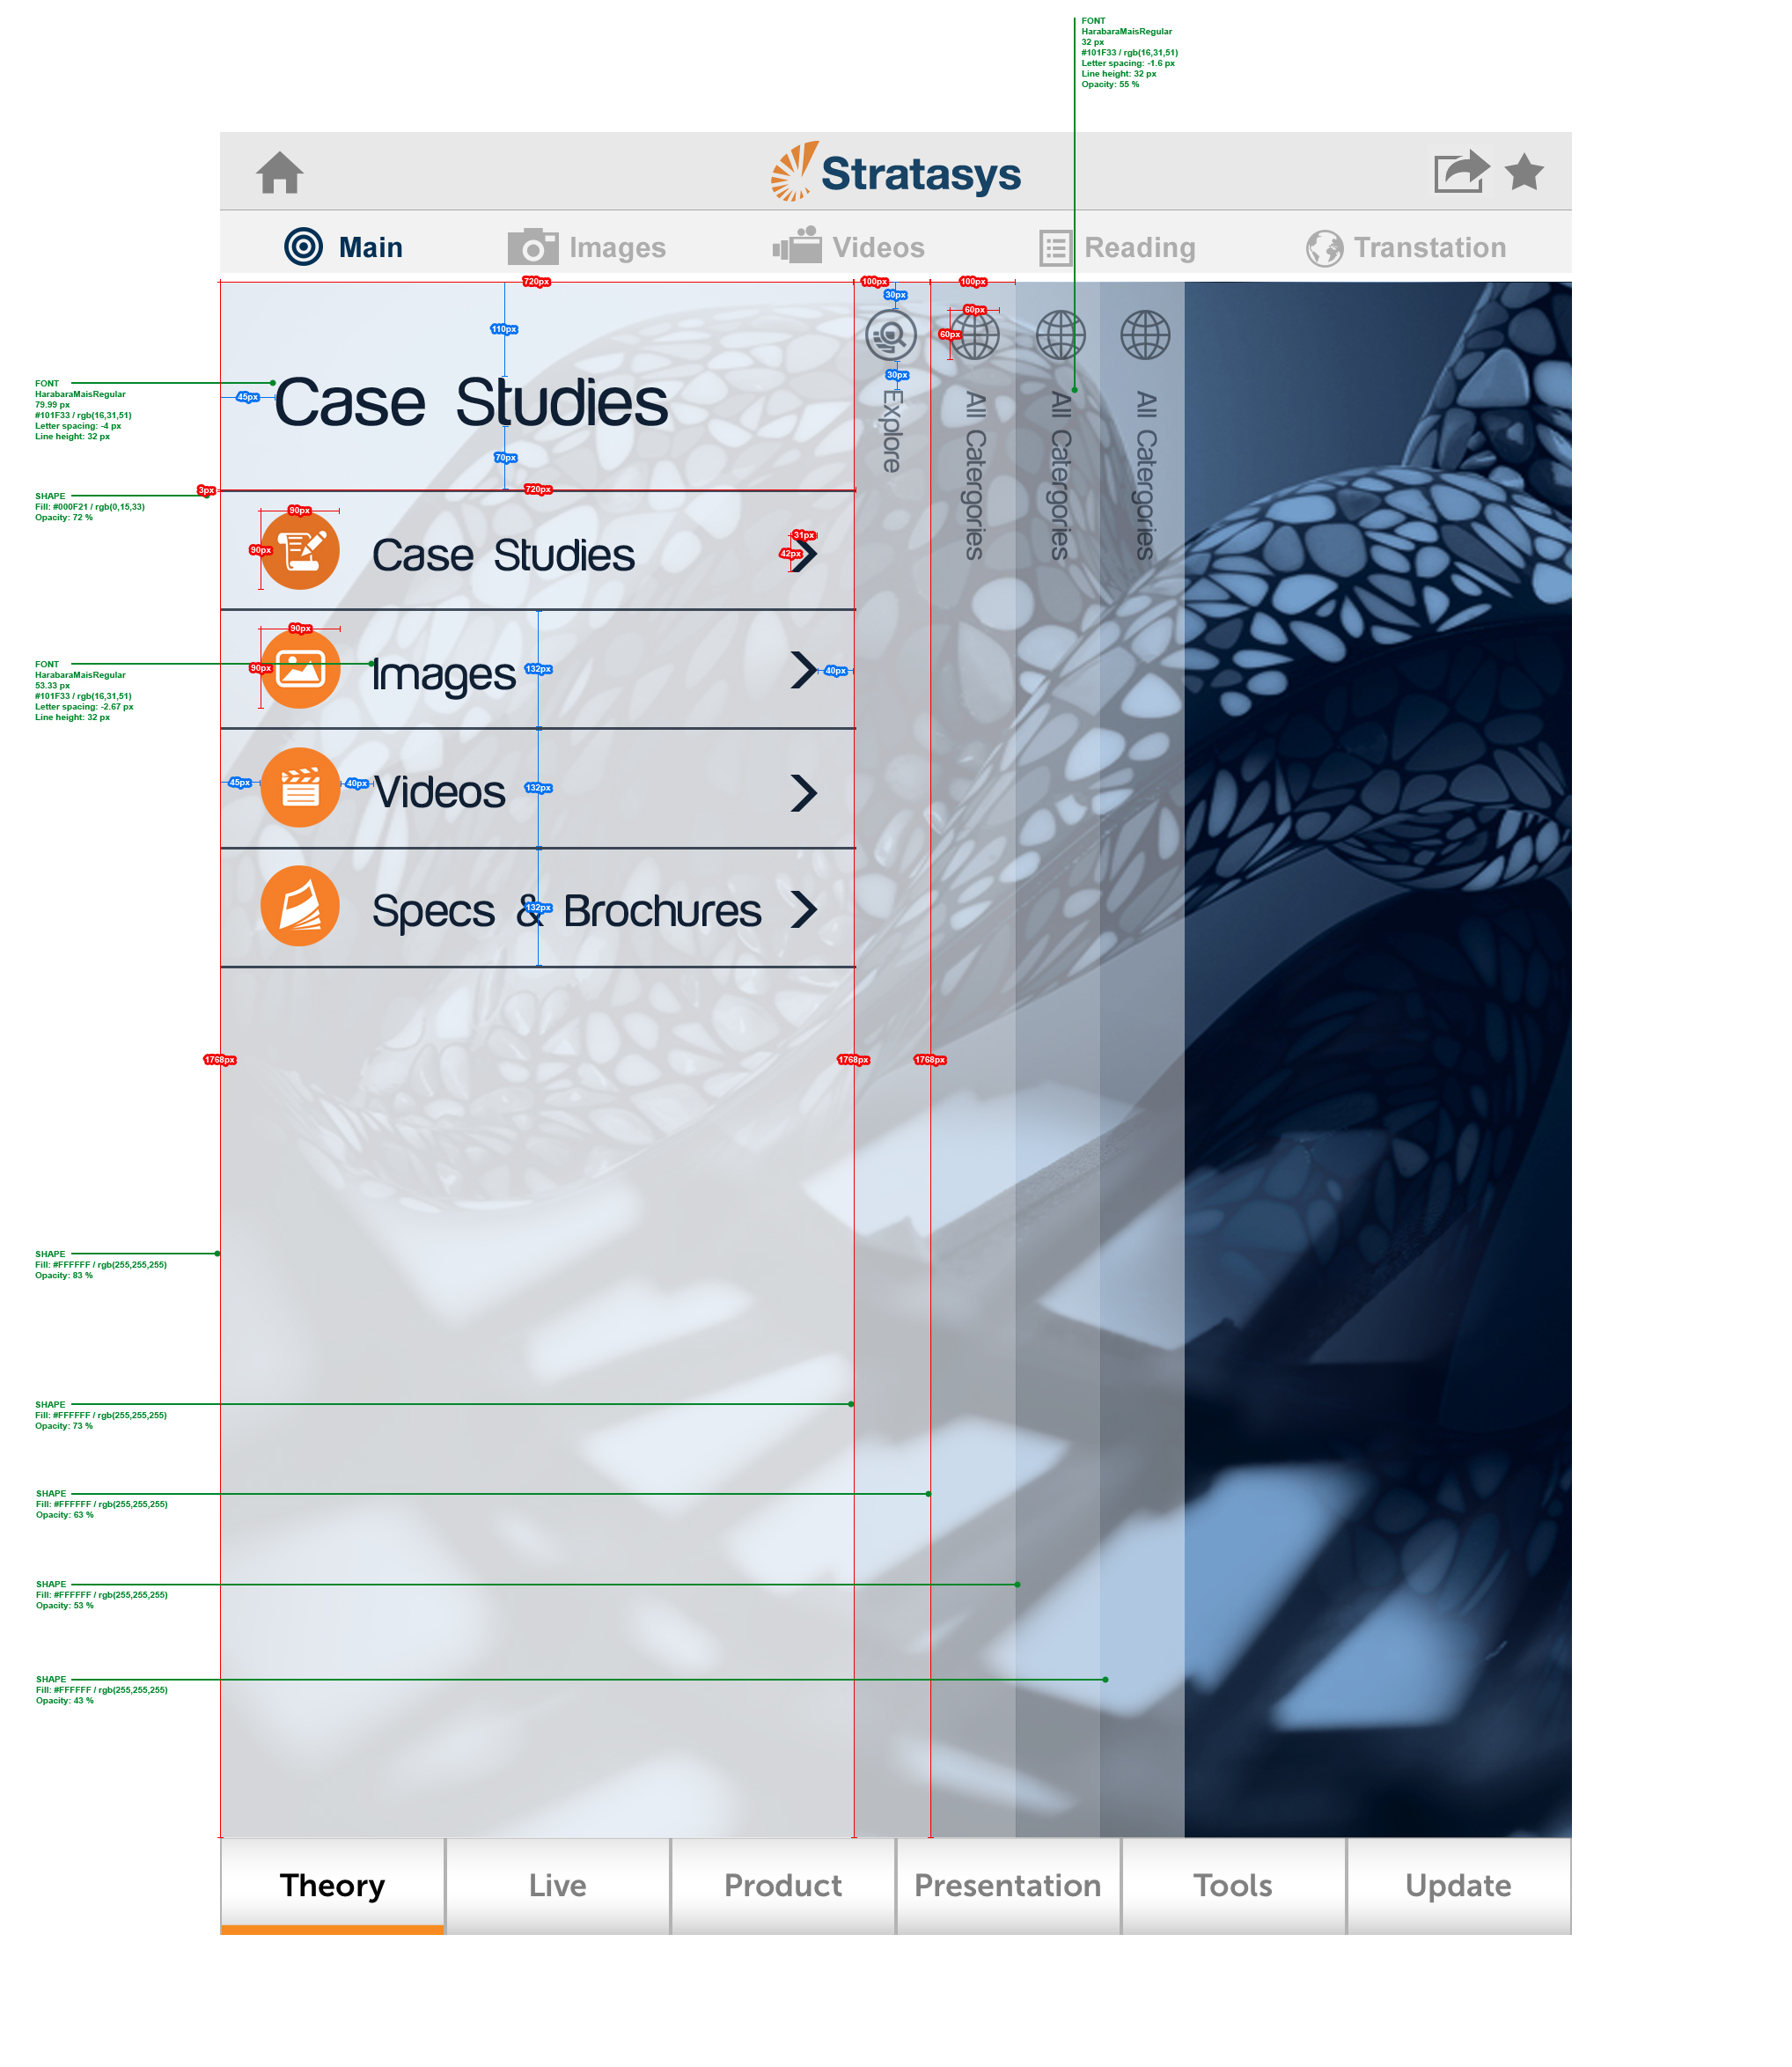 FONT
HarabaraMaisRegular
32 px
#101F33 / rgb(16,31,51)
Letter spacing: -1.6 px
Line height: 32 px
Opacity: 55 %
Stratasys
Main
Images
Videos
Reading
Transtation
720px
100px
100px
30px
60px
110px
60px
30px
FONT
HarabaraMaisRegular
79.99 px
#101F33 / rgb(16,31,51)
Letter spacing: -4 px
Line height: 32 px
45px
Case Studies
Explore
All Catergories
All Catergories
All Catergories
70px
3px
720px
SHAPE
Fill: #000F21 / rgb(0,15,33)
Opacity: 72 %
90px
90px
Case Studies
31px
42px
90px
FONT
HarabaraMaisRegular
53.33 px
#101F33 / rgb(16,31,51)
Letter spacing: -2.67 px
Line height: 32 px
90px
Images
132px
40px
45px
40px
Videos
132px
Specs & Brochures
132px
1768px
1768px
1768px
SHAPE
Fill: #FFFFFF / rgb(255,255,255)
Opacity: 83 %
SHAPE
Fill: #FFFFFF / rgb(255,255,255)
Opacity: 73 %
SHAPE
Fill: #FFFFFF / rgb(255,255,255)
Opacity: 63 %
SHAPE
Fill: #FFFFFF / rgb(255,255,255)
Opacity: 53 %
SHAPE
Fill: #FFFFFF / rgb(255,255,255)
Opacity: 43 %
Theory
Live
Product
Presentation
Tools
Update